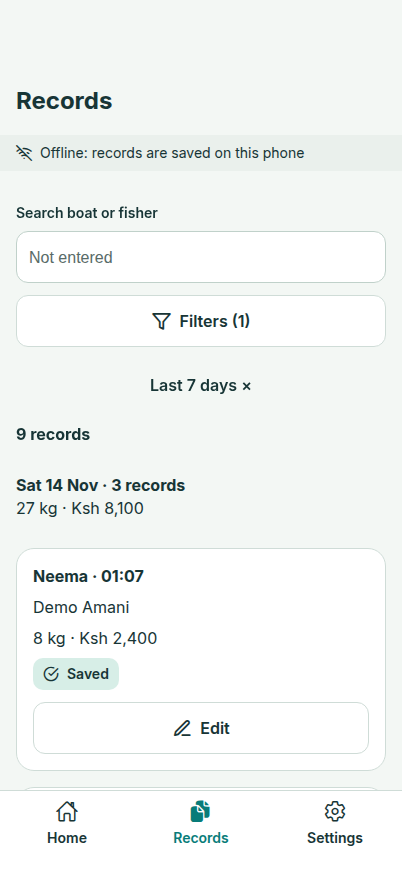 Records
Offline: records are saved on this phone
Search boat or fisher
Not entered
Filters (1)
Last 7 days ×
9 records
Sat 14 Nov · 3 records
27 kg · Ksh 8,100
Neema · 01:07
Demo Amani
8 kg · Ksh 2,400
Saved
Edit
Home
Records
Settings